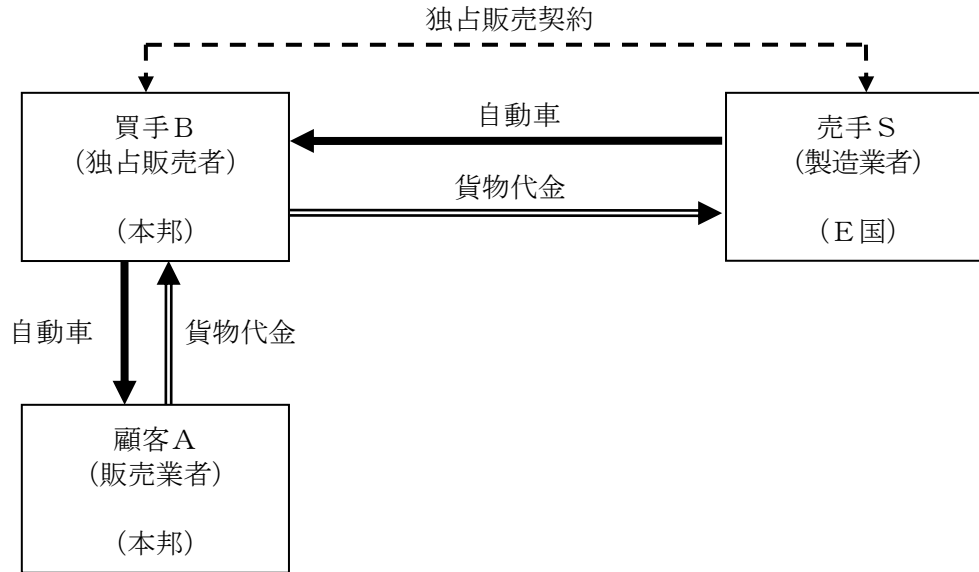 独占販売契約
買手Ｂ
（独占販売者）
（本邦）
自動車
貨物代金
売手Ｓ
（製造業者）
（Ｅ国）
自動車
貨物代金
顧客Ａ
（販売業者）
（本邦）